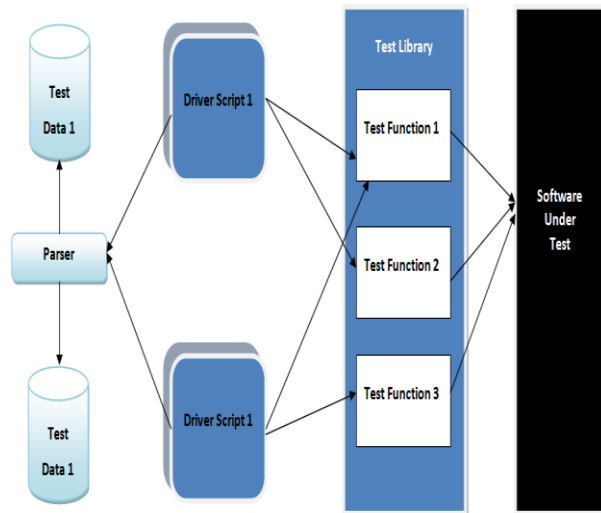 Test
Data 1
Driver Script 1
Test Library
Test Function 1
Software
Under
Test
Parser
Test Function 2
Test
Data 1
Driver Script 1
Test Function 3